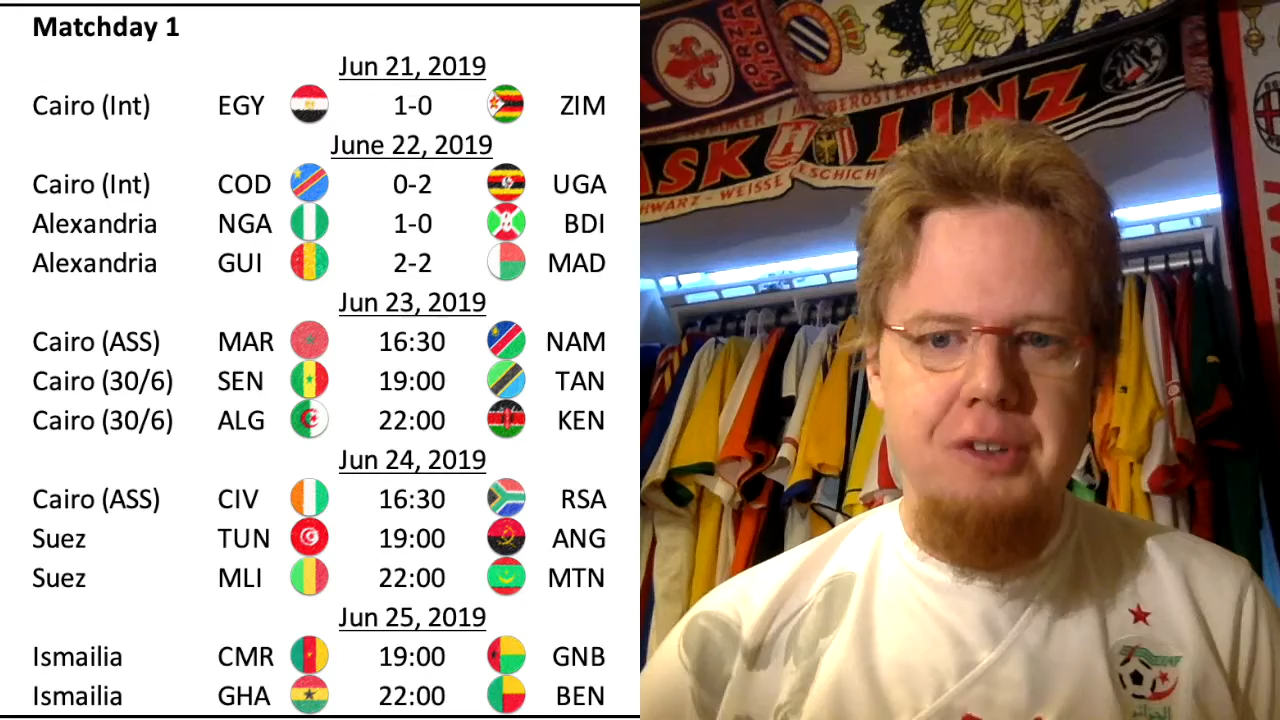 Matchday 1
Jun 21, 2019
Cairo (Int) EGY 1-0 ZIM
June 22, 2019
Cairo (Int) COD 0-2 UGA
Alexandria NGA 1-0 BDI
Alexandria GUI 2-2 MAD
Jun 23, 2019
Cairo (ASS) MAR 16:30 NAM
Cairo (30/6) SEN 19:00 TAN
Cairo (30/6) ALG 22:00 KEN
Jun 24, 2019
Cairo (ASS) CIV 16:30 RSA
Suez TUN 19:00 ANG
Suez MLI 22:00 MTN
Jun 25, 2019
Ismailia CMR 19:00 GNB
Ismailia GHA 22:00 BEN
FORZA VIOLA
OBERÖSTERREICH
ASK LINZ
SCHWARZ - WEISSE
الجزائر